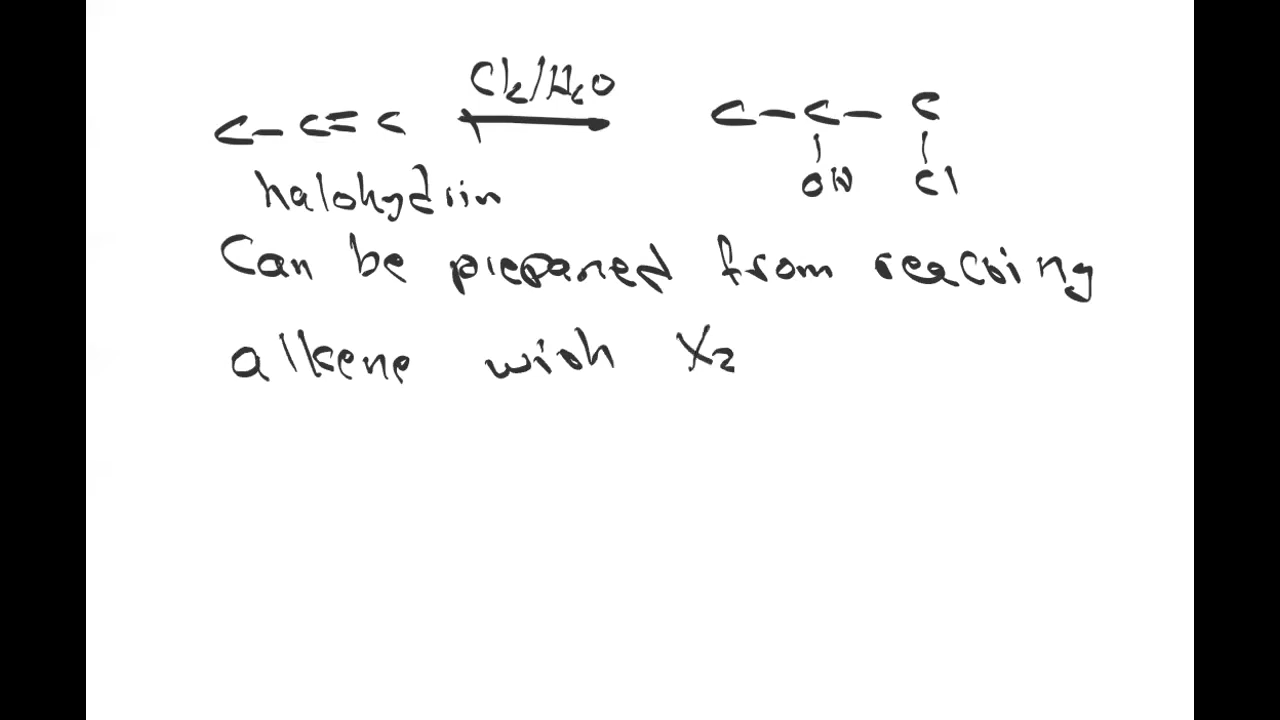 Cl2/H2O
C-C=C → C-C-C
OH Cl
halohydrin
Can be prepared from reacting
alkene with X2